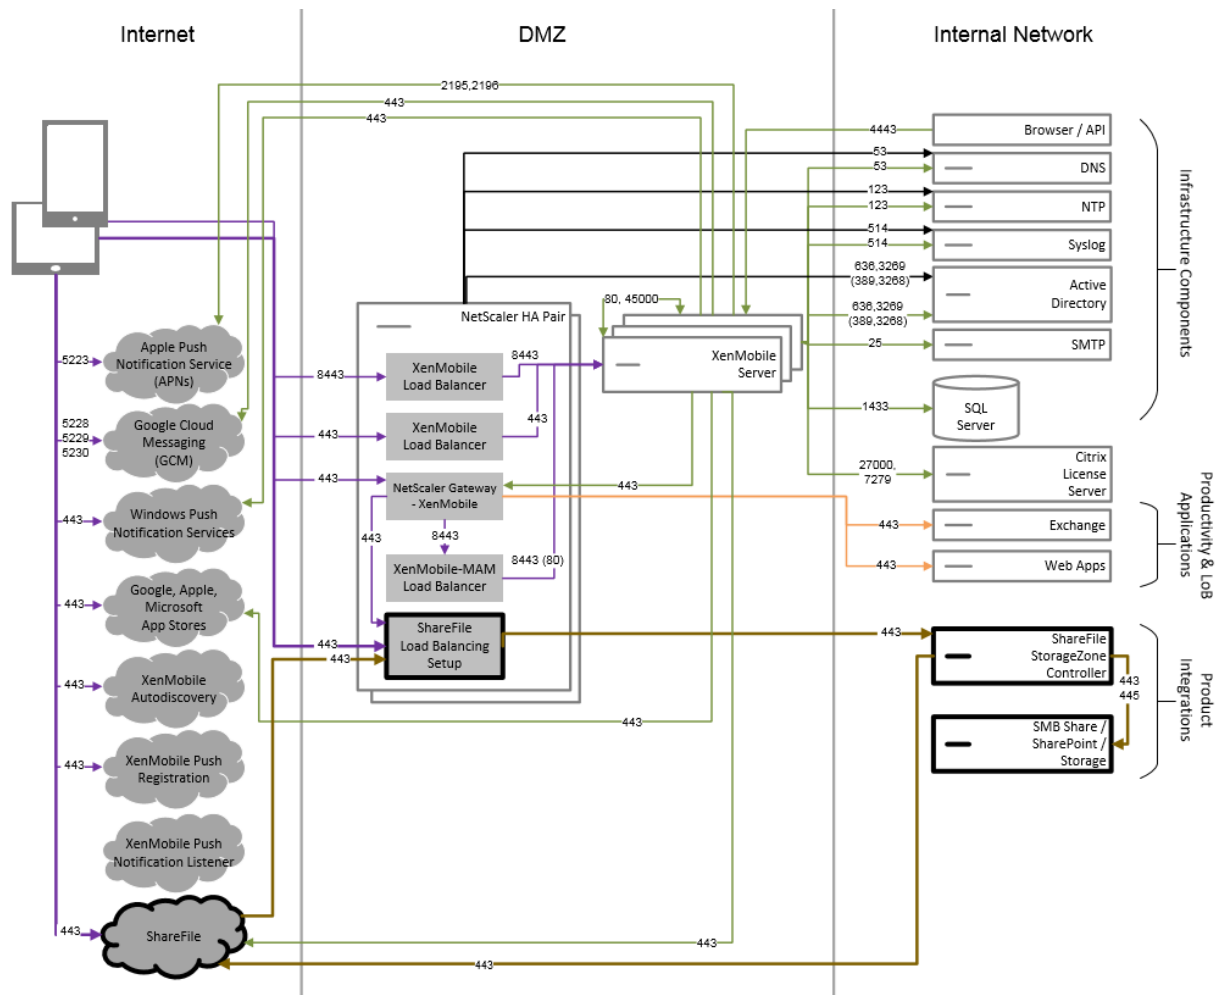 Internet
DMZ
Internal Network
2195,2196
443
443
4443
Browser / API
53
53
DNS
123
123
NTP
514
514
Syslog
636,3269
(389,3268)
636,3269
(389,3268)
Active
Directory
25
SMTP
1433
SQL
Server
27000,
7279
Citrix
License
Server
Infrastructure Components
443
Exchange
443
Web Apps
Productivity & LoB
Applications
443
ShareFile
StorageZone
Controller
443
445
SMB Share /
SharePoint /
Storage
Product
Integrations
80, 45000
XenMobile
Server
NetScaler HA Pair
8443
XenMobile
Load Balancer
8443
443
XenMobile
Load Balancer
443
443
NetScaler Gateway
- XenMobile
443
443
8443
XenMobile-MAM
Load Balancer
8443 (80)
443
443
ShareFile
Load Balancing
Setup
443
5223
Apple Push
Notification Service
(APNs)
5228
5229
5230
Google Cloud
Messaging
(GCM)
443
Windows Push
Notification Services
443
Google, Apple,
Microsoft
App Stores
443
XenMobile
Autodiscovery
443
XenMobile Push
Registration
XenMobile Push
Notification Listener
443
ShareFile
443
443